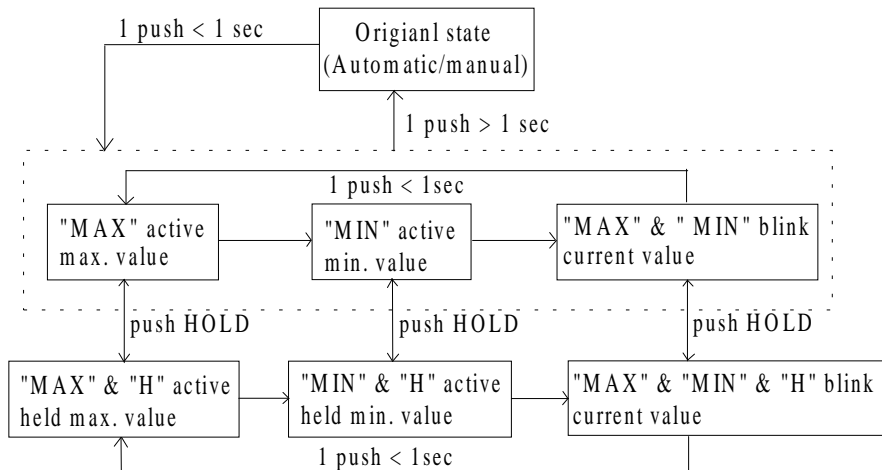 1 push < 1 sec
Origianl state
(Automatic/manual)
1 push > 1 sec
1 push < 1sec
"MAX" active
max. value
"MIN" active
min. value
"MAX" & " MIN" blink
current value
push HOLD
push HOLD
push HOLD
"MAX" & "H" active
held max. value
"MIN" & "H" active
held min. value
"MAX" & "MIN" & "H" blink
current value
1 push < 1sec